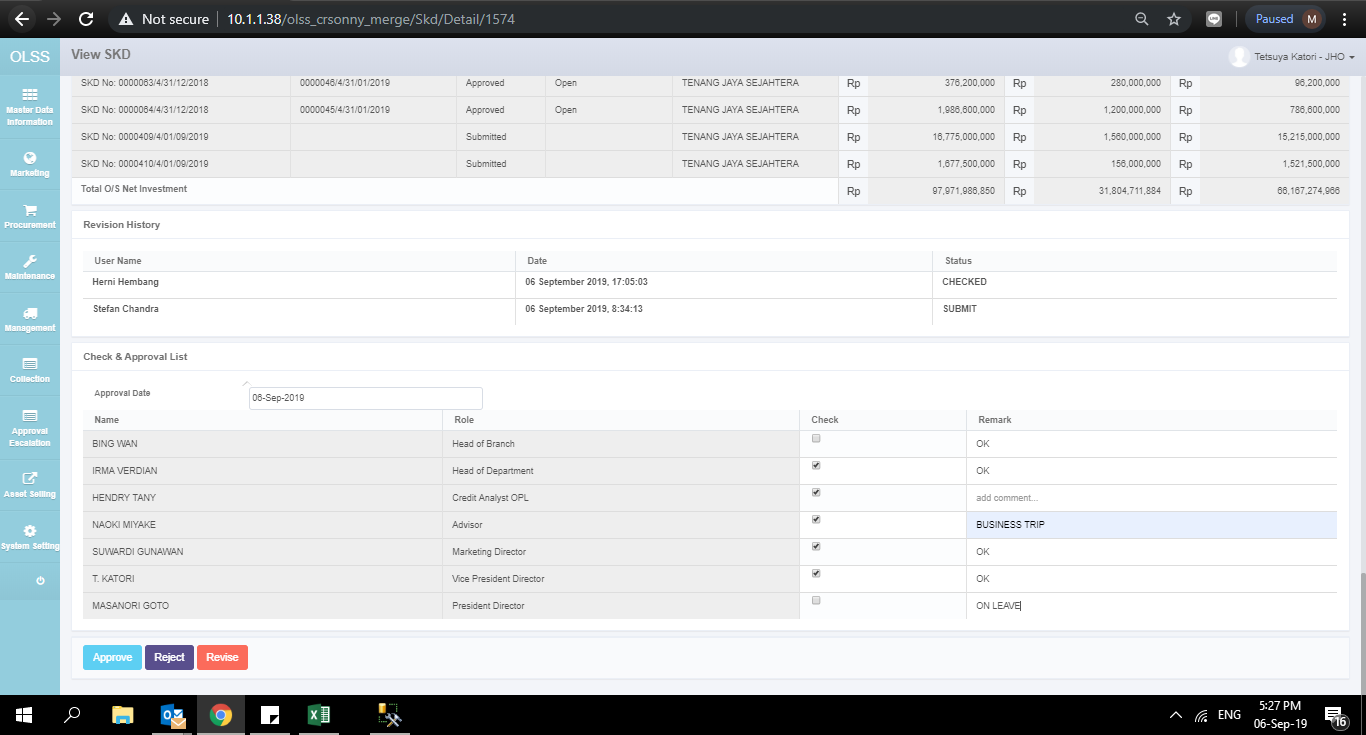 Not secure 10.1.1.38/olss_crsonny_merge/Skd/Detail/1574 Paused M
OLSS View SKD Tetsuya Katori - JHO
Master Data Information
Marketing
Procurement
Maintenance
Management
Collection
Approval Escalation
Asset Selling
System Setting
SKD No: 0000063/4/31/12/2018 0000046/4/31/01/2019 Approved Open TENANG JAYA SEJAHTERA Rp 376,200,000 Rp 280,000,000 Rp 96,200,000
SKD No: 0000064/4/31/12/2018 0000045/4/31/01/2019 Approved Open TENANG JAYA SEJAHTERA Rp 1,986,600,000 Rp 1,200,000,000 Rp 786,600,000
SKD No: 0000409/4/01/09/2019 Submitted TENANG JAYA SEJAHTERA Rp 16,775,000,000 Rp 1,560,000,000 Rp 15,215,000,000
SKD No: 0000410/4/01/09/2019 Submitted TENANG JAYA SEJAHTERA Rp 1,677,500,000 Rp 156,000,000 Rp 1,521,500,000
Total O/S Net Investment Rp 97,971,986,850 Rp 31,804,711,884 Rp 66,167,274,966
Revision History
User Name Date Status
Herni Hembang 06 September 2019, 17:05:03 CHECKED
Stefan Chandra 06 September 2019, 8:34:13 SUBMIT
Check & Approval List
Approval Date 06-Sep-2019
Name Role Check Remark
BING WAN Head of Branch OK
IRMA VERDIAN Head of Department OK
HENDRY TANY Credit Analyst OPL add comment...
NAOKI MIYAKE Advisor BUSINESS TRIP
SUWARDI GUNAWAN Marketing Director OK
T. KATORI Vice President Director OK
MASANORI GOTO President Director ON LEAVE
Approve Reject Revise
ENG 5:27 PM
06-Sep-19 16